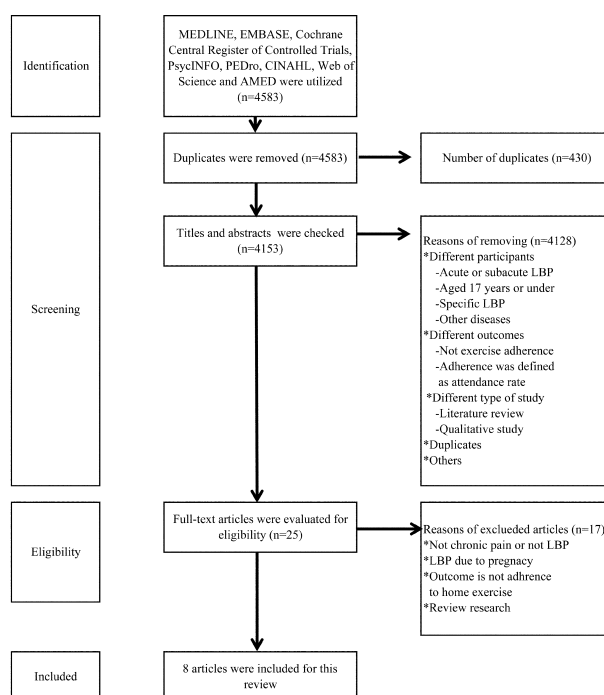 Identification
MEDLINE, EMBASE, Cochrane
Central Register of Controlled Trials,
PsycINFO, PEDro, CINAHL, Web of
Science and AMED were utilized
(n=4583)
Screening
Duplicates were removed (n=4583)
Number of duplicates (n=430)
Titles and abstracts were checked
(n=4153)
Reasons of removing (n=4128)
*Different participants
-Acute or subacute LBP
-Aged 17 years or under
-Specific LBP
-Other diseases
*Different outcomes
-Not exercise adherence
-Adherence was defined
as attendance rate
*Different type of study
-Literature review
-Qualitative study
*Duplicates
*Others
Eligibility
Full-text articles were evaluated for
eligibility (n=25)
Reasons of exclueded articles (n=17)
*Not chronic pain or not LBP
*LBP due to pregnancy
*Outcome is not adhrence
to home exercise
*Review research
Included
8 articles were included for this
review